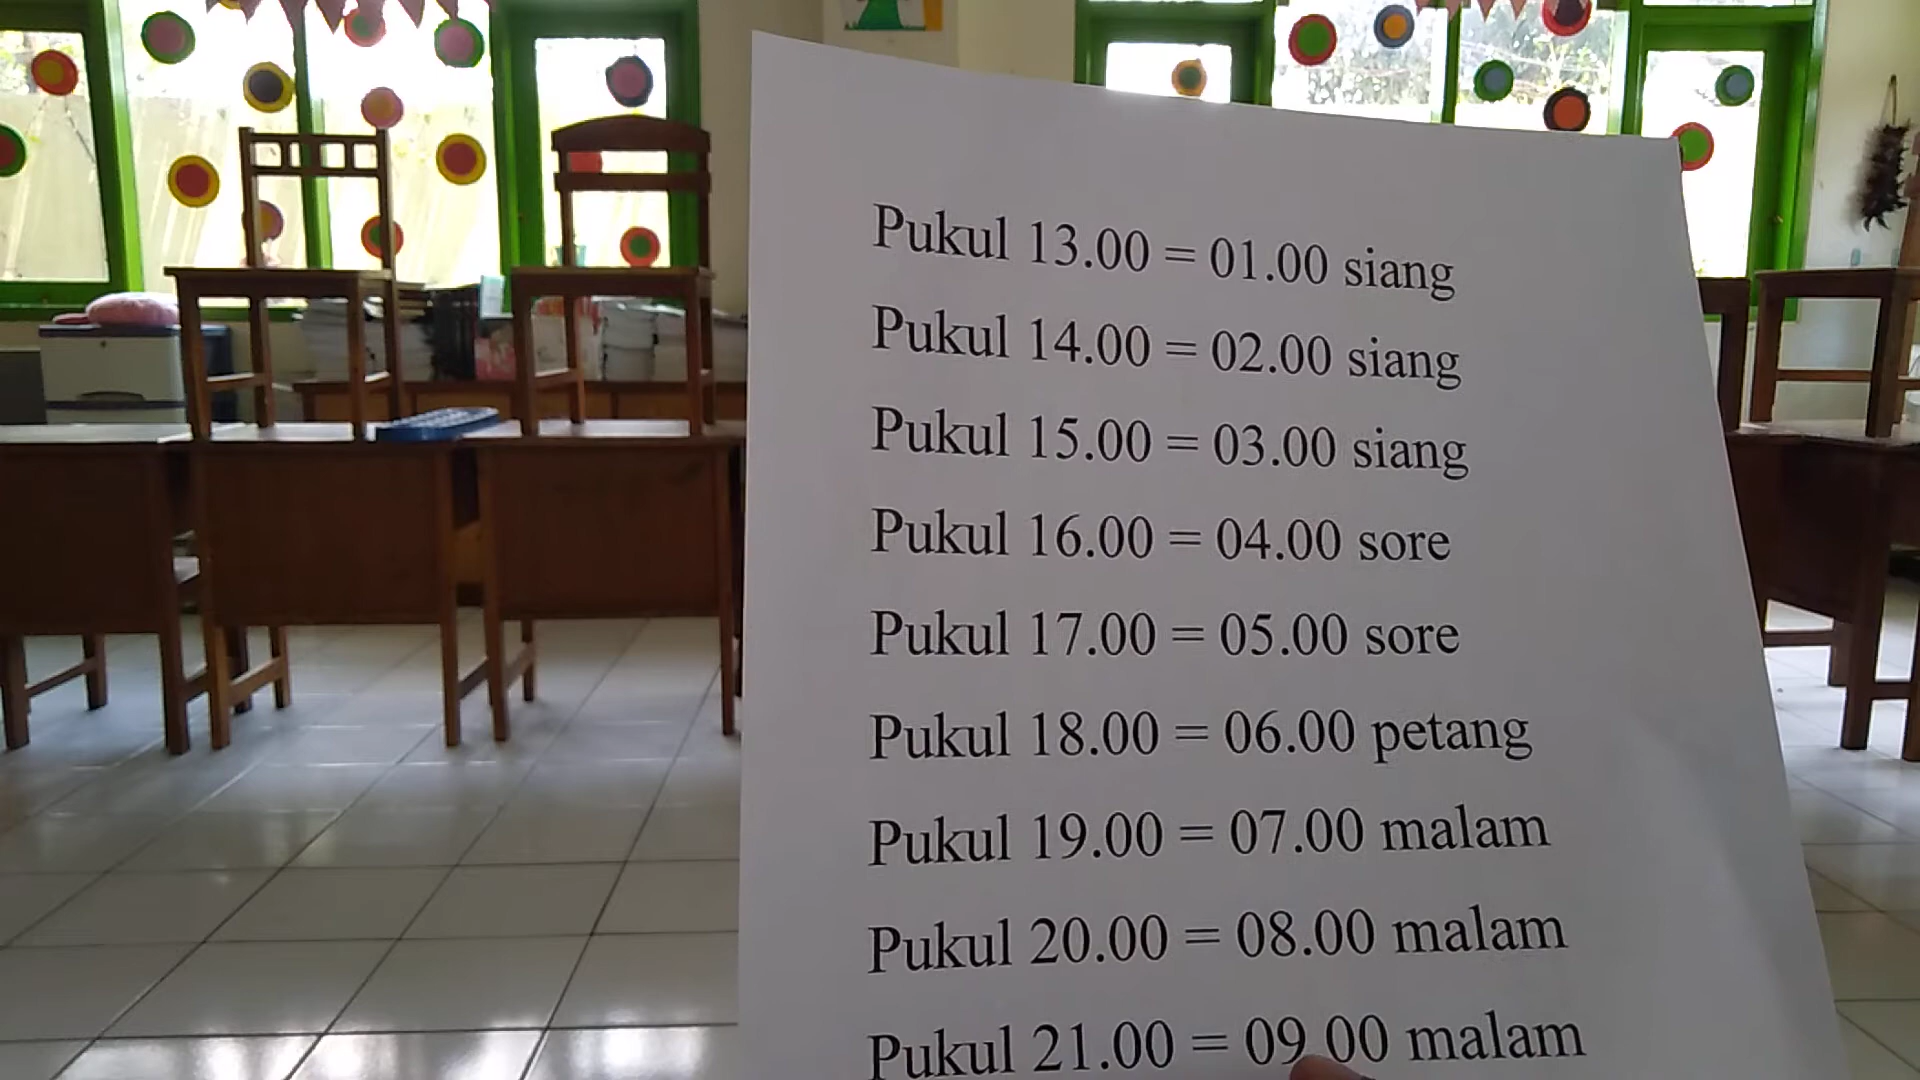 Pukul 13.00 = 01.00 siang
Pukul 14.00 = 02.00 siang
Pukul 15.00 = 03.00 siang
Pukul 16.00 = 04.00 sore
Pukul 17.00 = 05.00 sore
Pukul 18.00 = 06.00 petang
Pukul 19.00 = 07.00 malam
Pukul 20.00 = 08.00 malam
Pukul 21.00 = 09 00 malam